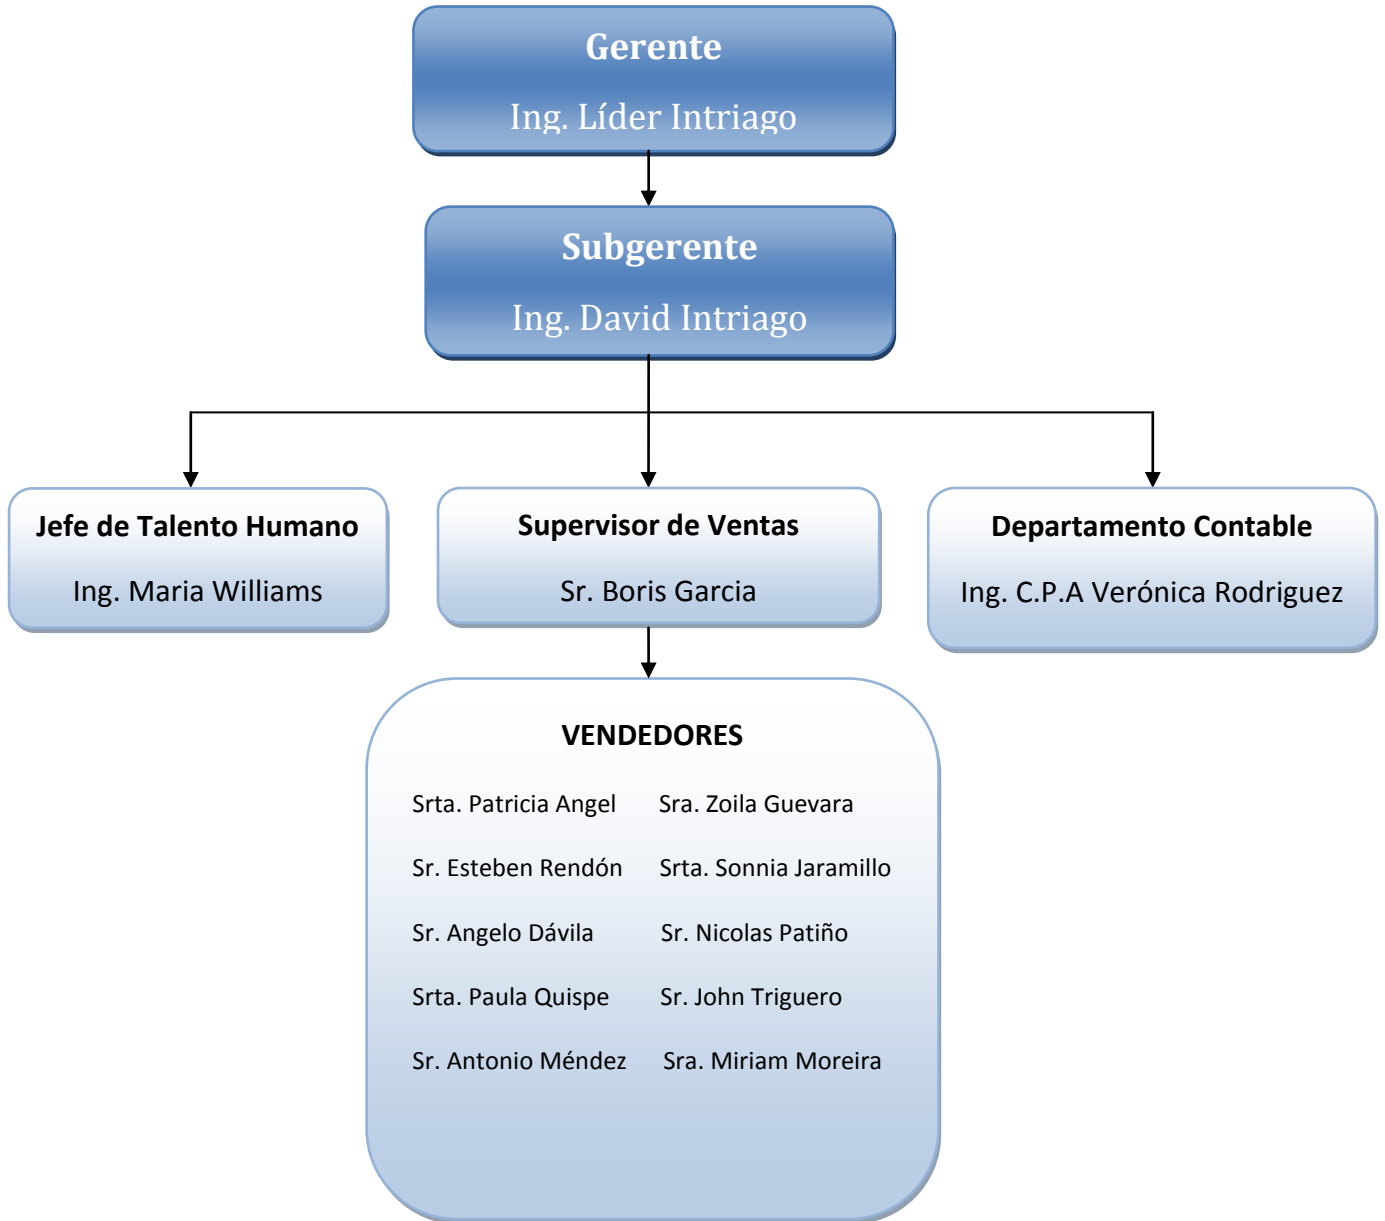 Gerente
Ing. Líder Intriago
Subgerente
Ing. David Intriago
Jefe de Talento Humano
Ing. Maria Williams
Supervisor de Ventas
Sr. Boris Garcia
Departamento Contable
Ing. C.P.A Verónica Rodriguez
VENDEDORES
Srta. Patricia Angel Sra. Zoila Guevara
Sr. Esteben Rendón Srta. Sonnia Jaramillo
Sr. Angelo Dávila Sr. Nicolas Patiño
Srta. Paula Quispe Sr. John Triguero
Sr. Antonio Méndez Sra. Miriam Moreira